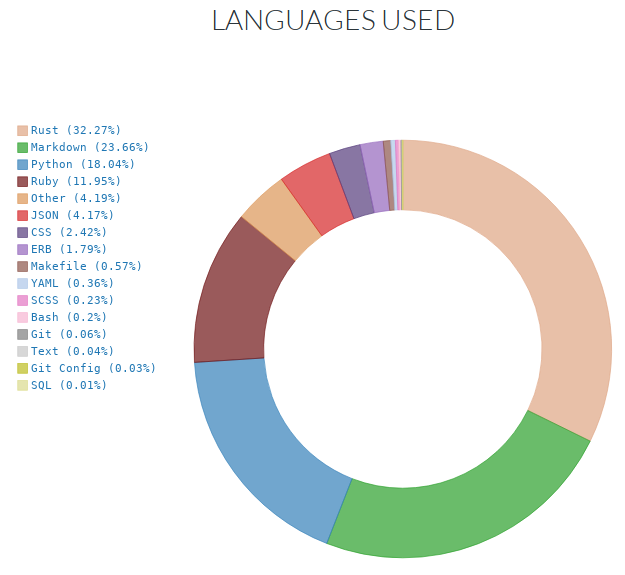 LANGUAGES USED
Rust (32.27%)
Markdown (23.66%)
Python (18.04%)
Ruby (11.95%)
Other (4.19%)
JSON (4.17%)
CSS (2.42%)
ERB (1.79%)
Makefile (0.57%)
YAML (0.36%)
SCSS (0.23%)
Bash (0.2%)
Git (0.06%)
Text (0.04%)
Git Config (0.03%)
SQL (0.01%)